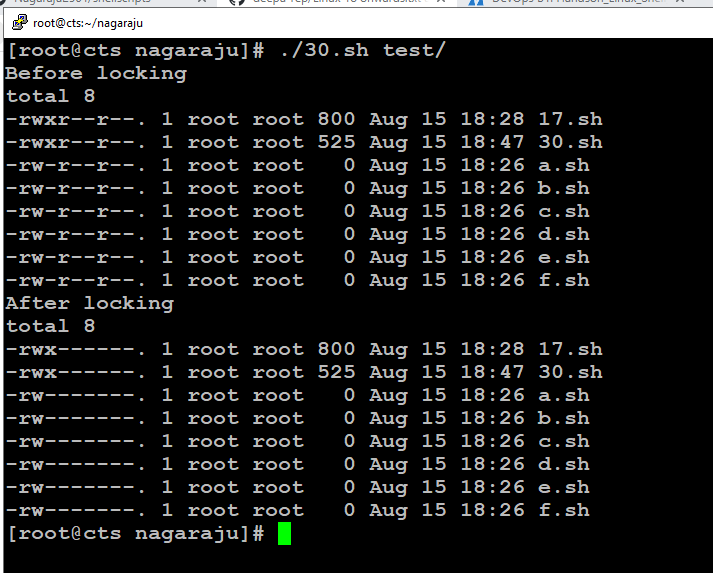 root@cts:~/nagaraju
[root@cts nagaraju]# ./30.sh test/
Before locking
total 8
-rwxr--r--. 1 root root 800 Aug 15 18:28 17.sh
-rwxr--r--. 1 root root 525 Aug 15 18:47 30.sh
-rw-r--r--. 1 root root   0 Aug 15 18:26 a.sh
-rw-r--r--. 1 root root   0 Aug 15 18:26 b.sh
-rw-r--r--. 1 root root   0 Aug 15 18:26 c.sh
-rw-r--r--. 1 root root   0 Aug 15 18:26 d.sh
-rw-r--r--. 1 root root   0 Aug 15 18:26 e.sh
-rw-r--r--. 1 root root   0 Aug 15 18:26 f.sh
After locking
total 8
-rwx------. 1 root root 800 Aug 15 18:28 17.sh
-rwx------. 1 root root 525 Aug 15 18:47 30.sh
-rw-------. 1 root root   0 Aug 15 18:26 a.sh
-rw-------. 1 root root   0 Aug 15 18:26 b.sh
-rw-------. 1 root root   0 Aug 15 18:26 c.sh
-rw-------. 1 root root   0 Aug 15 18:26 d.sh
-rw-------. 1 root root   0 Aug 15 18:26 e.sh
-rw-------. 1 root root   0 Aug 15 18:26 f.sh
[root@cts nagaraju]#